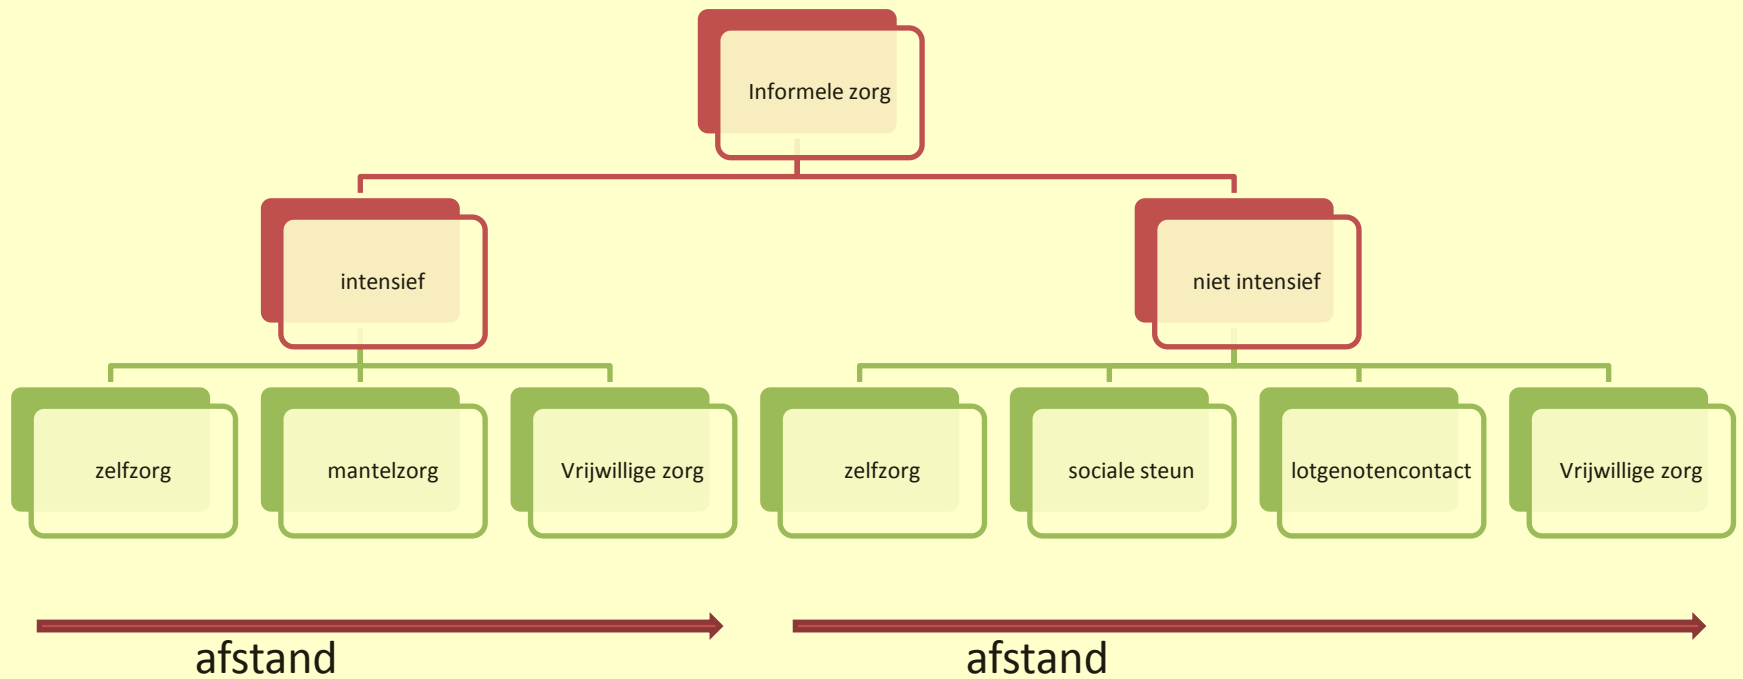 Informele zorg
intensief
niet intensief
zelfzorg
mantelzorg
Vrijwillige zorg
zelfzorg
sociale steun
lotgenotencontact
Vrijwillige zorg
afstand
afstand